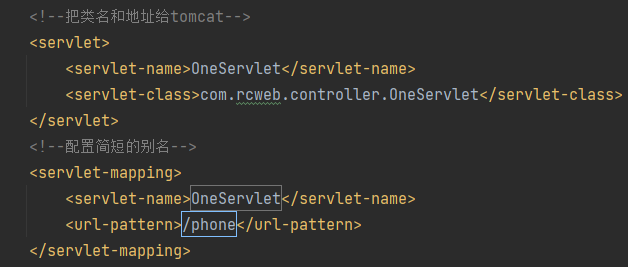 <!--把类名和地址给tomcat-->
<servlet>
<servlet-name>OneServlet</servlet-name>
<servlet-class>com.rcweb.controller.OneServlet</servlet-class>
</servlet>
<!--配置简短的别名-->
<servlet-mapping>
<servlet-name>OneServlet</servlet-name>
<url-pattern>/phone</url-pattern>
</servlet-mapping>